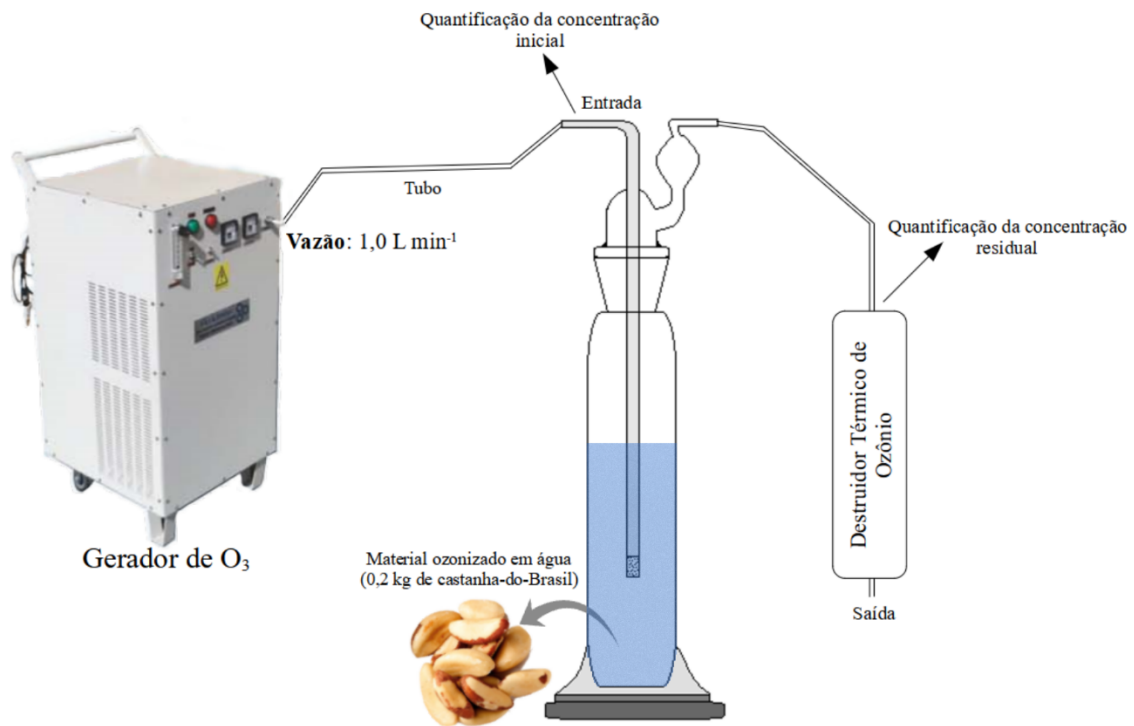 Quantificação da concentração
inicial
Entrada
Tubo
Vazão: 1,0 L min⁻¹
Quantificação da concentração
residual
Destruidor Térmico de
Ozônio
Gerador de O₃
Material ozonizado em água
(0,2 kg de castanha-do-Brasil)
Saída